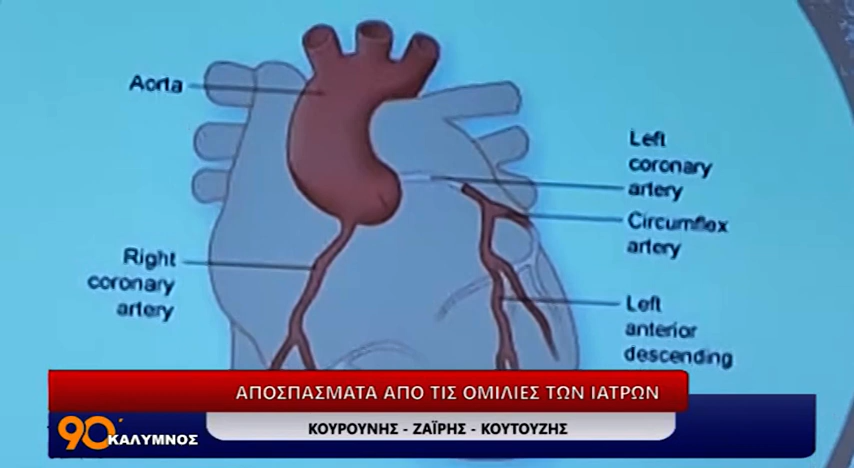 Aorta
Left
coronary
artery
Circumflex
artery
Right
coronary
artery
Left
anterior
descending
ΑΠΟΣΠΑΣΜΑΤΑ ΑΠΟ ΤΙΣ ΟΜΙΛΙΕΣ ΤΩΝ ΙΑΤΡΩΝ
90΄ ΚΑΛΥΜΝΟΣ
ΚΟΥΡΟΥΝΗΣ - ΖΑΪΡΗΣ - ΚΟΥΤΟΥΖΗΣ